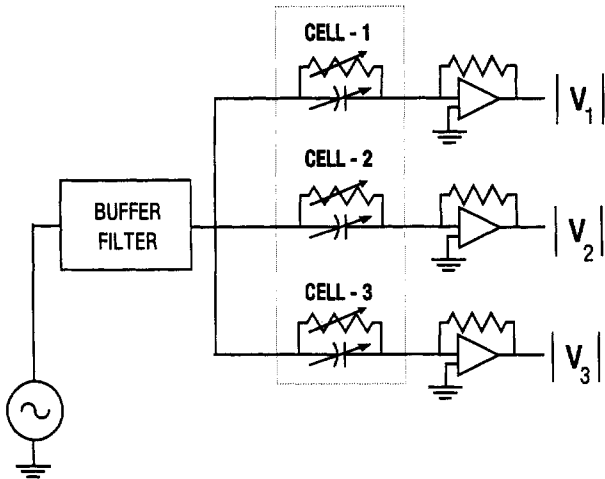 CELL - 1
| V1 |
CELL - 2
BUFFER
FILTER
| V2 |
CELL - 3
| V3 |